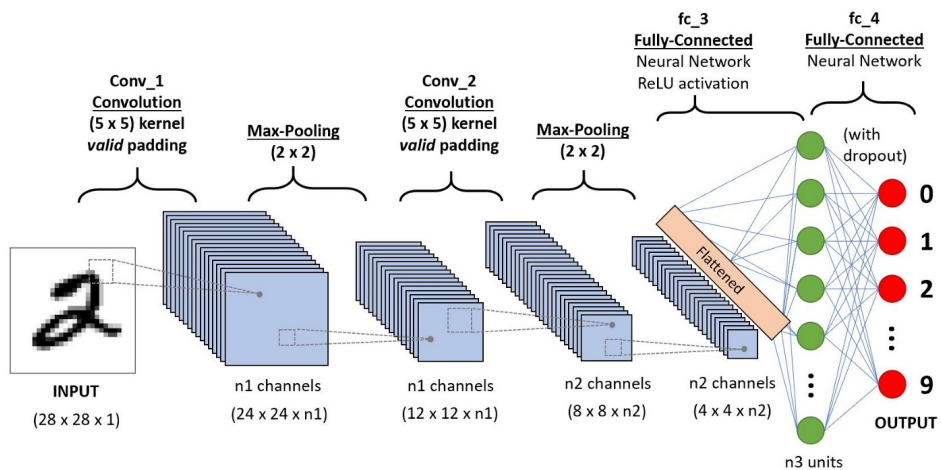 fc_3
Fully-Connected
Neural Network
ReLU activation
fc_4
Fully-Connected
Neural Network
Conv_1
Convolution
(5 x 5) kernel
valid padding
Max-Pooling
(2 x 2)
Conv_2
Convolution
(5 x 5) kernel
valid padding
Max-Pooling
(2 x 2)
(with
dropout)
Flattened
0
1
2
9
OUTPUT
INPUT
(28 x 28 x 1)
n1 channels
(24 x 24 x n1)
n1 channels
(12 x 12 x n1)
n2 channels
(8 x 8 x n2)
n2 channels
(4 x 4 x n2)
n3 units
2